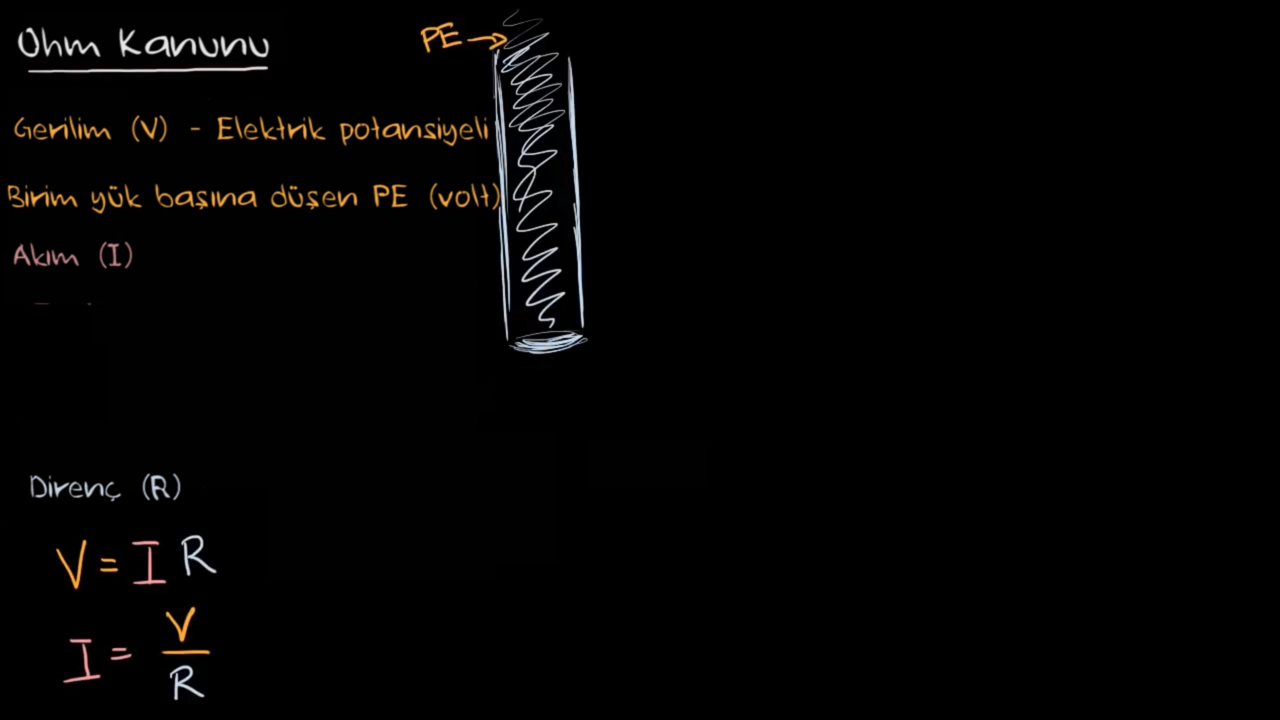 Ohm Kanunu
PE →
Gerilim (V) - Elektrik potansiyeli
Birim yük başına düşen PE (volt)
Akım (I)
Direnç (R)
V = I R
I = V / R